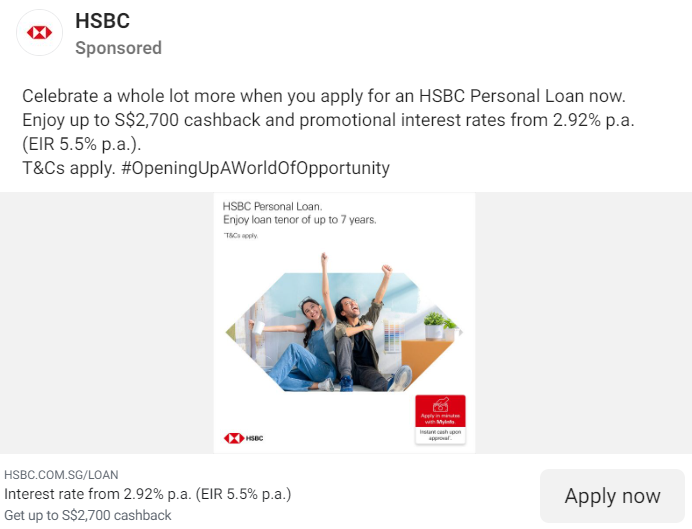 HSBC
Sponsored
Celebrate a whole lot more when you apply for an HSBC Personal Loan now.
Enjoy up to S$2,700 cashback and promotional interest rates from 2.92% p.a.
(EIR 5.5% p.a.).
T&Cs apply. #OpeningUpAWorldOfOpportunity
HSBC Personal Loan.
Enjoy loan tenor of up to 7 years.
*T&Cs apply.
Apply in minutes
with MyInfo.
Instant cash upon
approval*.
HSBC
HSBC.COM.SG/LOAN
Interest rate from 2.92% p.a. (EIR 5.5% p.a.)
Get up to S$2,700 cashback
Apply now